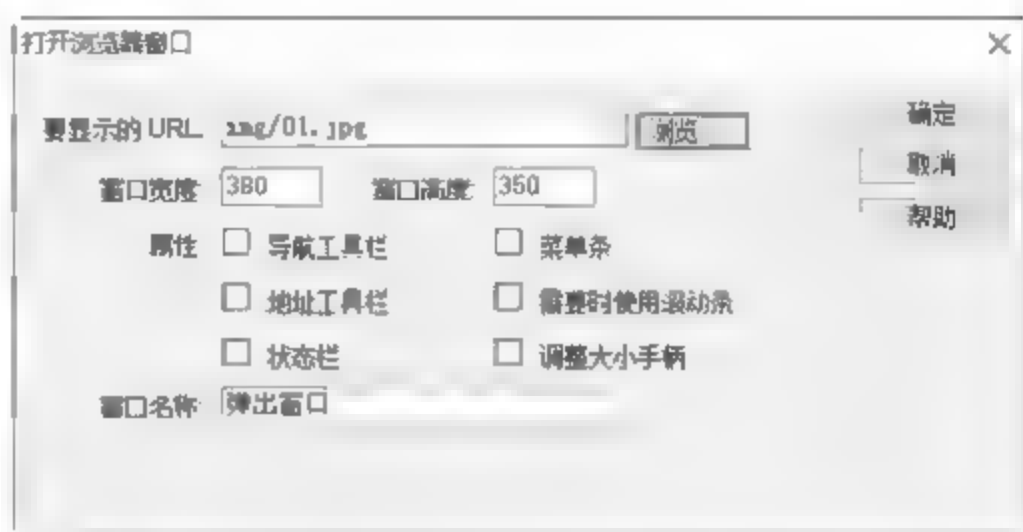 打开浏览器窗口
要显示的 URL img/01.jpg 浏览 确定
取消
窗口宽度 380 窗口高度 350
帮助
属性 导航工具栏 菜单条
地址工具栏 需要时使用滚动条
状态栏 调整大小手柄
窗口名称 弹出窗口